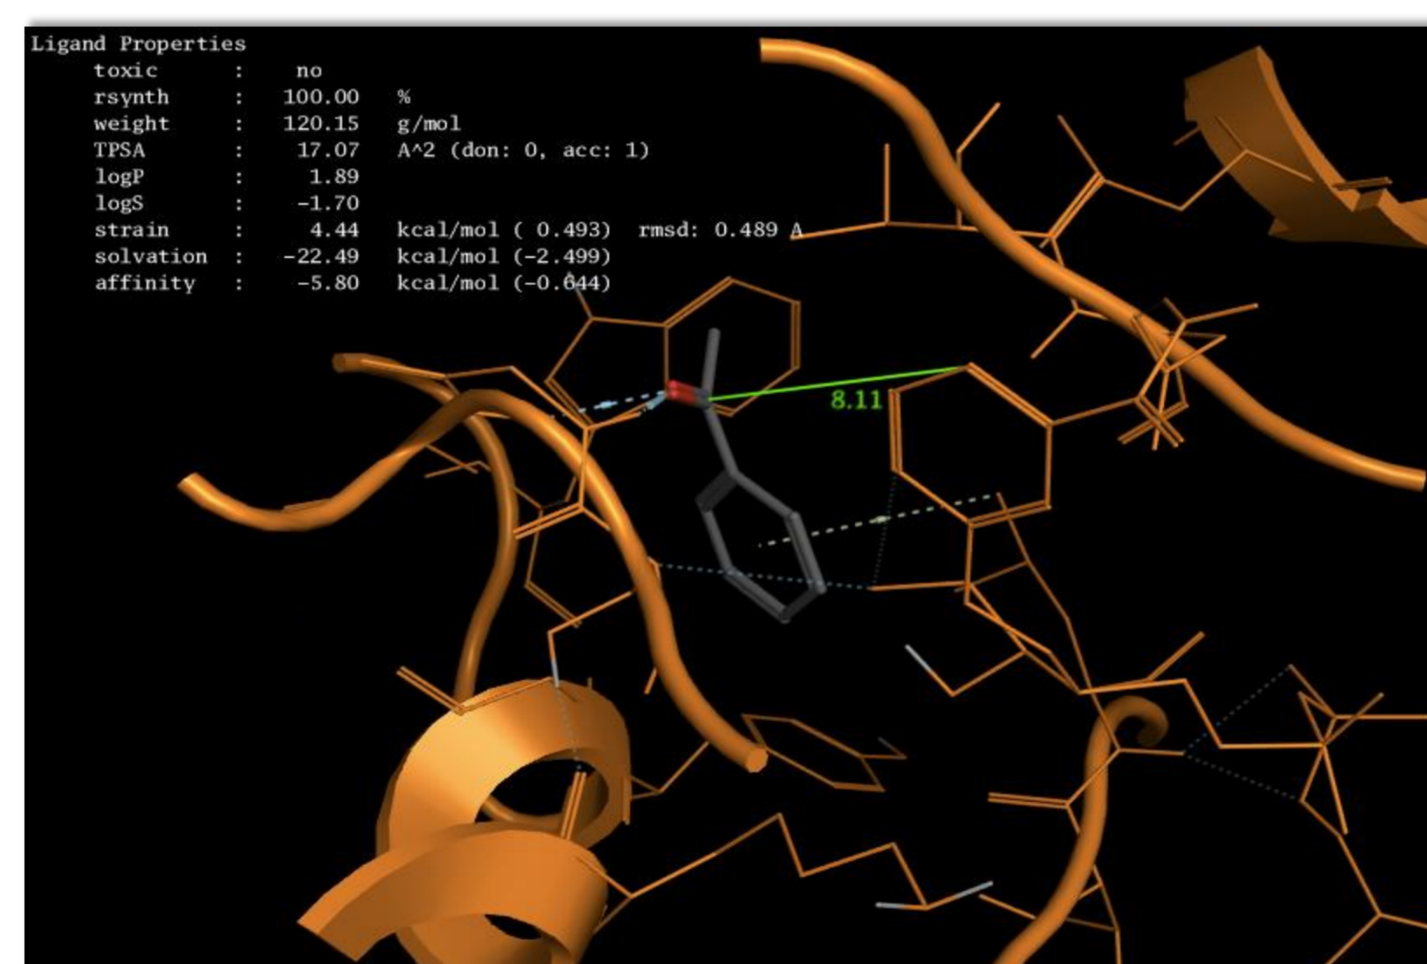 Ligand Properties
toxic : no
rsynth : 100.00 %
weight : 120.15 g/mol
TPSA : 17.07 A^2 (don: 0, acc: 1)
logP : 1.89
logS : -1.70
strain : 4.44 kcal/mol ( 0.493) rmsd: 0.489 A
solvation : -22.49 kcal/mol (-2.499)
affinity : -5.80 kcal/mol (-0.644)
8.11